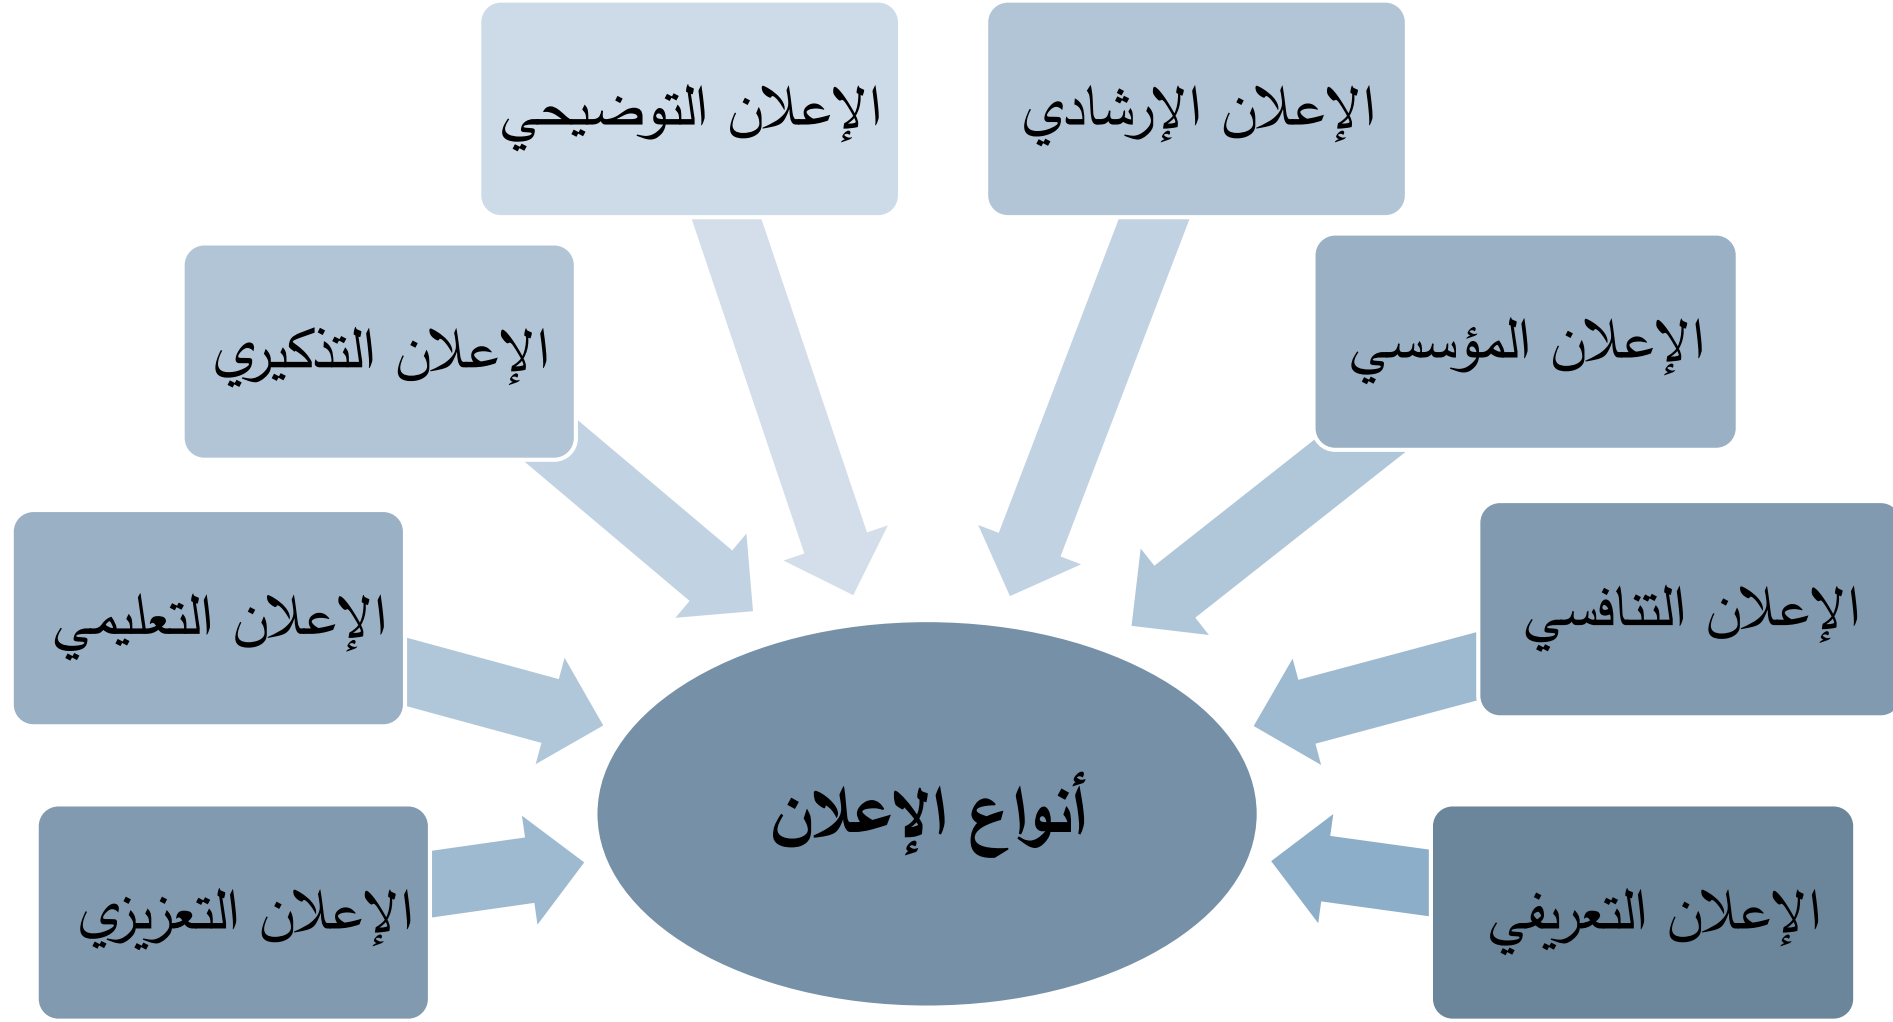 الإعلان الإرشادي
الإعلان التوضيحي
الإعلان المؤسسي
الإعلان التذكيري
الإعلان التنافسي
الإعلان التعليمي
أنواع الإعلان
الإعلان التعريفي
الإعلان التعزيزي